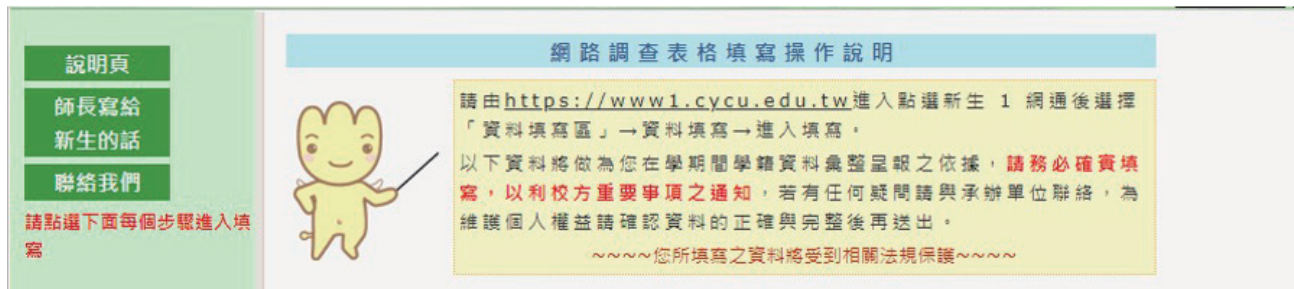 說明頁
師長寫給
新生的話
聯絡我們
請點選下面每個步驟進入填
寫
網路調查表格填寫操作說明
請由https://www1.cycu.edu.tw進入點選新生 1 網通後選擇
「資料填寫區」→資料填寫→進入填寫。
以下資料將做為您在學期間學籍資料彙整呈報之依據，請務必確實填
寫，以利校方重要事項之通知，若有任何疑問請與承辦單位聯絡，為
維護個人權益請確認資料的正確與完整後再送出。
~~~~您所填寫之資料將受到相關法規保護~~~~